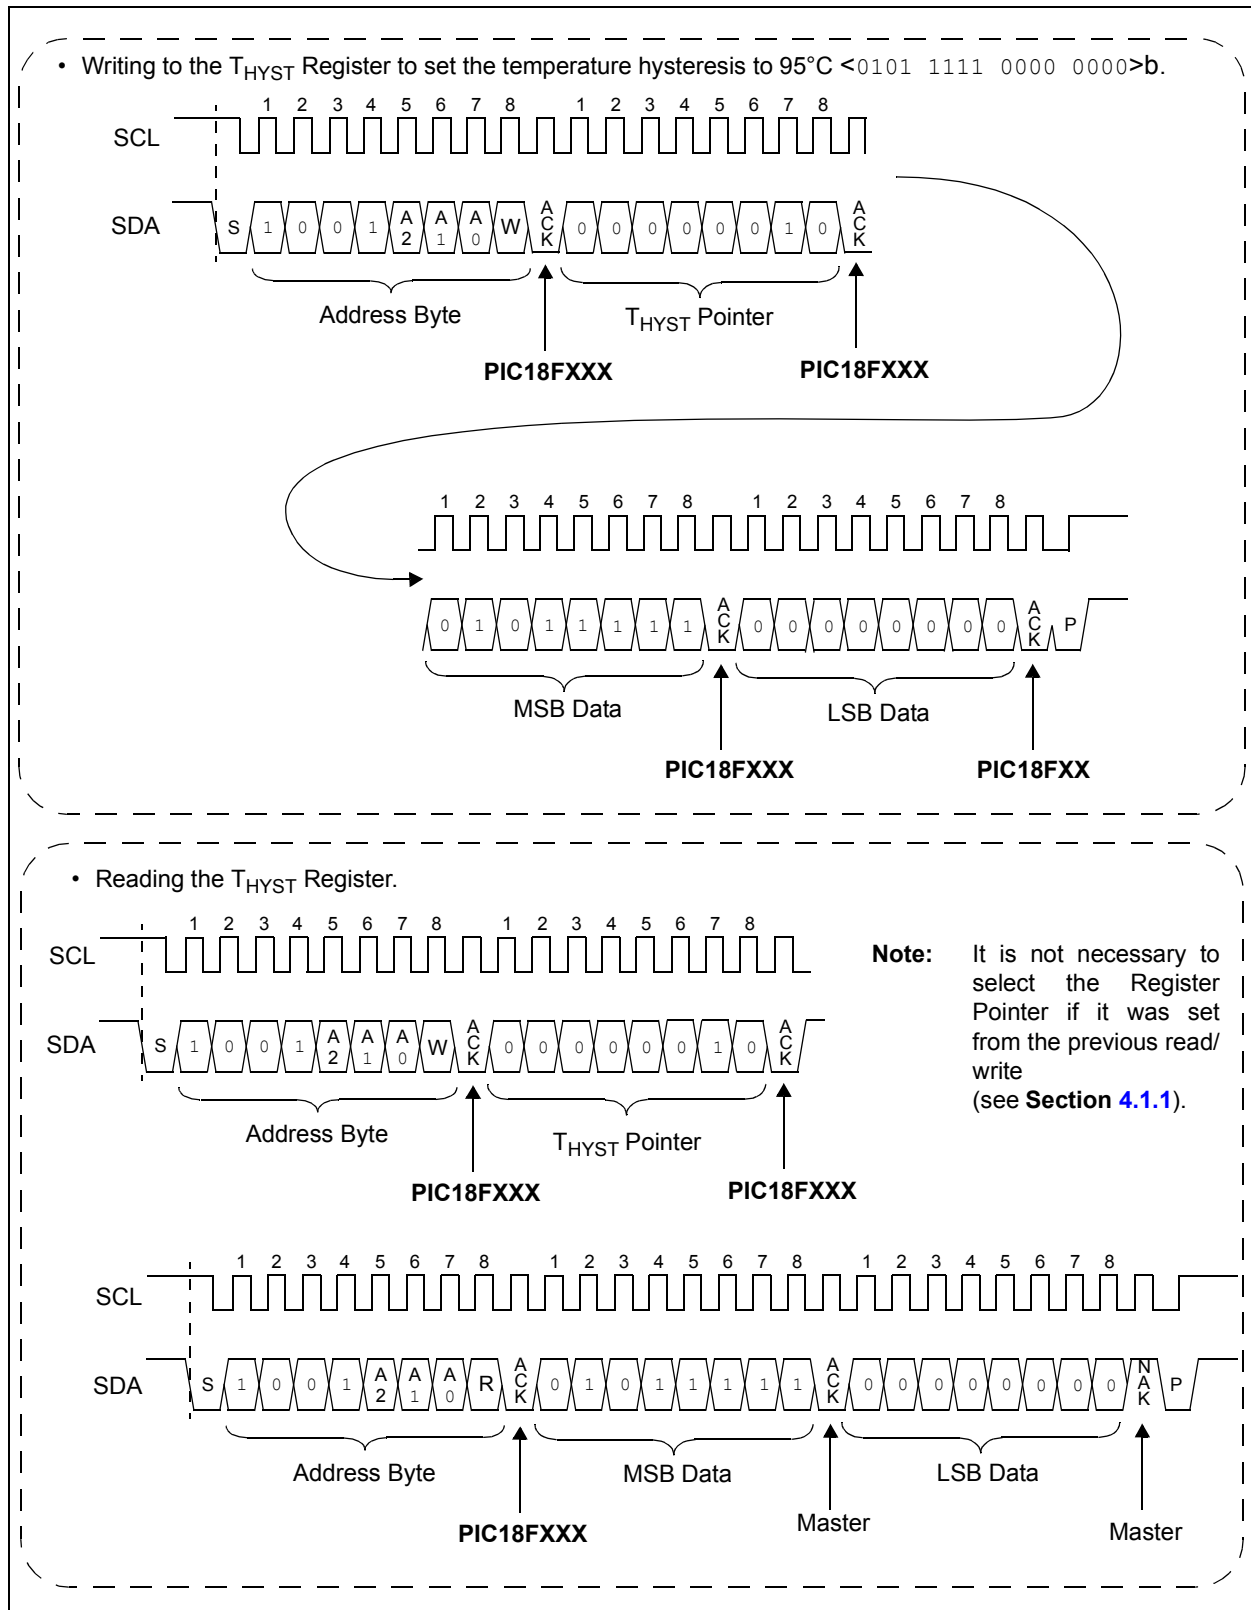 • Writing to the THYST Register to set the temperature hysteresis to 95°C <0101 1111 0000 0000>b.
1 2 3 4 5 6 7 8 1 2 3 4 5 6 7 8
SCL
SDA S 1 0 0 1 A2 A1 A0 W ACK 0 0 0 0 0 0 1 0 ACK
Address Byte THYST Pointer
PIC18FXXX PIC18FXXX
1 2 3 4 5 6 7 8 1 2 3 4 5 6 7 8
0 1 0 1 1 1 1 1 ACK 0 0 0 0 0 0 0 0 ACK P
MSB Data LSB Data
PIC18FXXX PIC18FXX
• Reading the THYST Register.
1 2 3 4 5 6 7 8 1 2 3 4 5 6 7 8
SCL
SDA S 1 0 0 1 A2 A1 A0 W ACK 0 0 0 0 0 0 1 0 ACK
Address Byte THYST Pointer
PIC18FXXX PIC18FXXX
Note: It is not necessary to
select the Register
Pointer if it was set
from the previous read/
write
(see Section 4.1.1).
1 2 3 4 5 6 7 8 1 2 3 4 5 6 7 8 1 2 3 4 5 6 7 8
SCL
SDA S 1 0 0 1 A2 A1 A0 R ACK 0 1 0 1 1 1 1 1 ACK 0 0 0 0 0 0 0 0 NAK P
Address Byte MSB Data LSB Data
PIC18FXXX Master Master